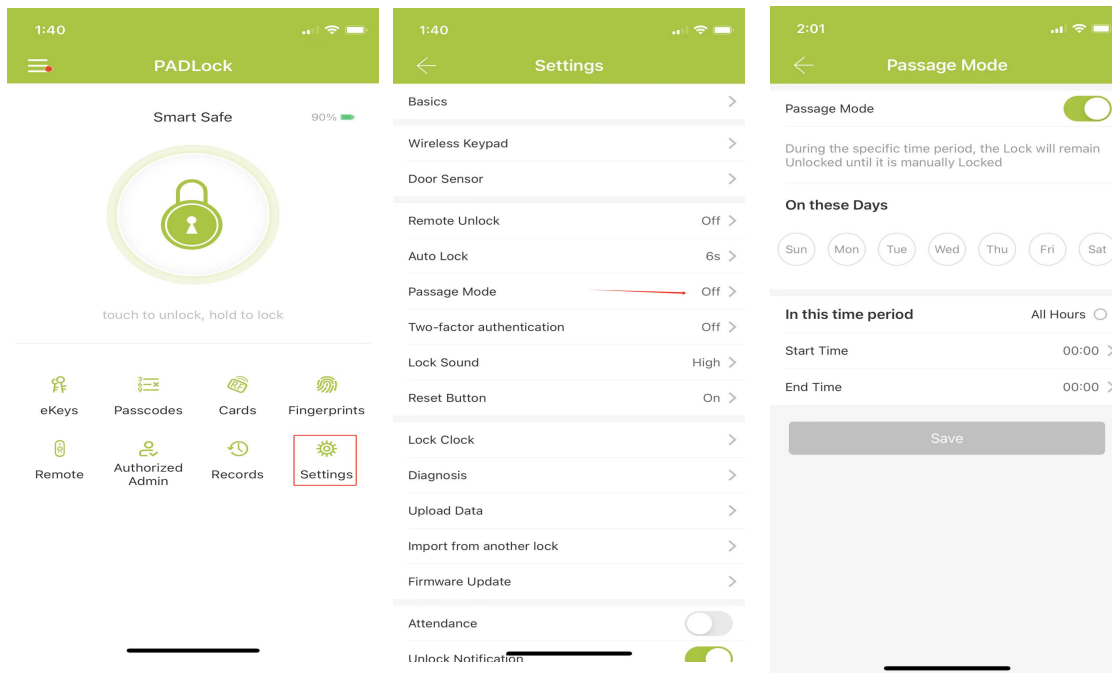 1:40
PADLock
Smart Safe
90%
touch to unlock, hold to lock
eKeys
Passcodes
Cards
Fingerprints
Remote
Authorized
Admin
Records
Settings
1:40
Settings
Basics
Wireless Keypad
Door Sensor
Remote Unlock Off
Auto Lock 6s
Passage Mode Off
Two-factor authentication Off
Lock Sound High
Reset Button On
Lock Clock
Diagnosis
Upload Data
Import from another lock
Firmware Update
Attendance
Unlock Notification
2:01
Passage Mode
Passage Mode
During the specific time period, the Lock will remain
Unlocked until it is manually Locked
On these Days
Sun Mon Tue Wed Thu Fri Sat
In this time period All Hours
Start Time 00:00
End Time 00:00
Save